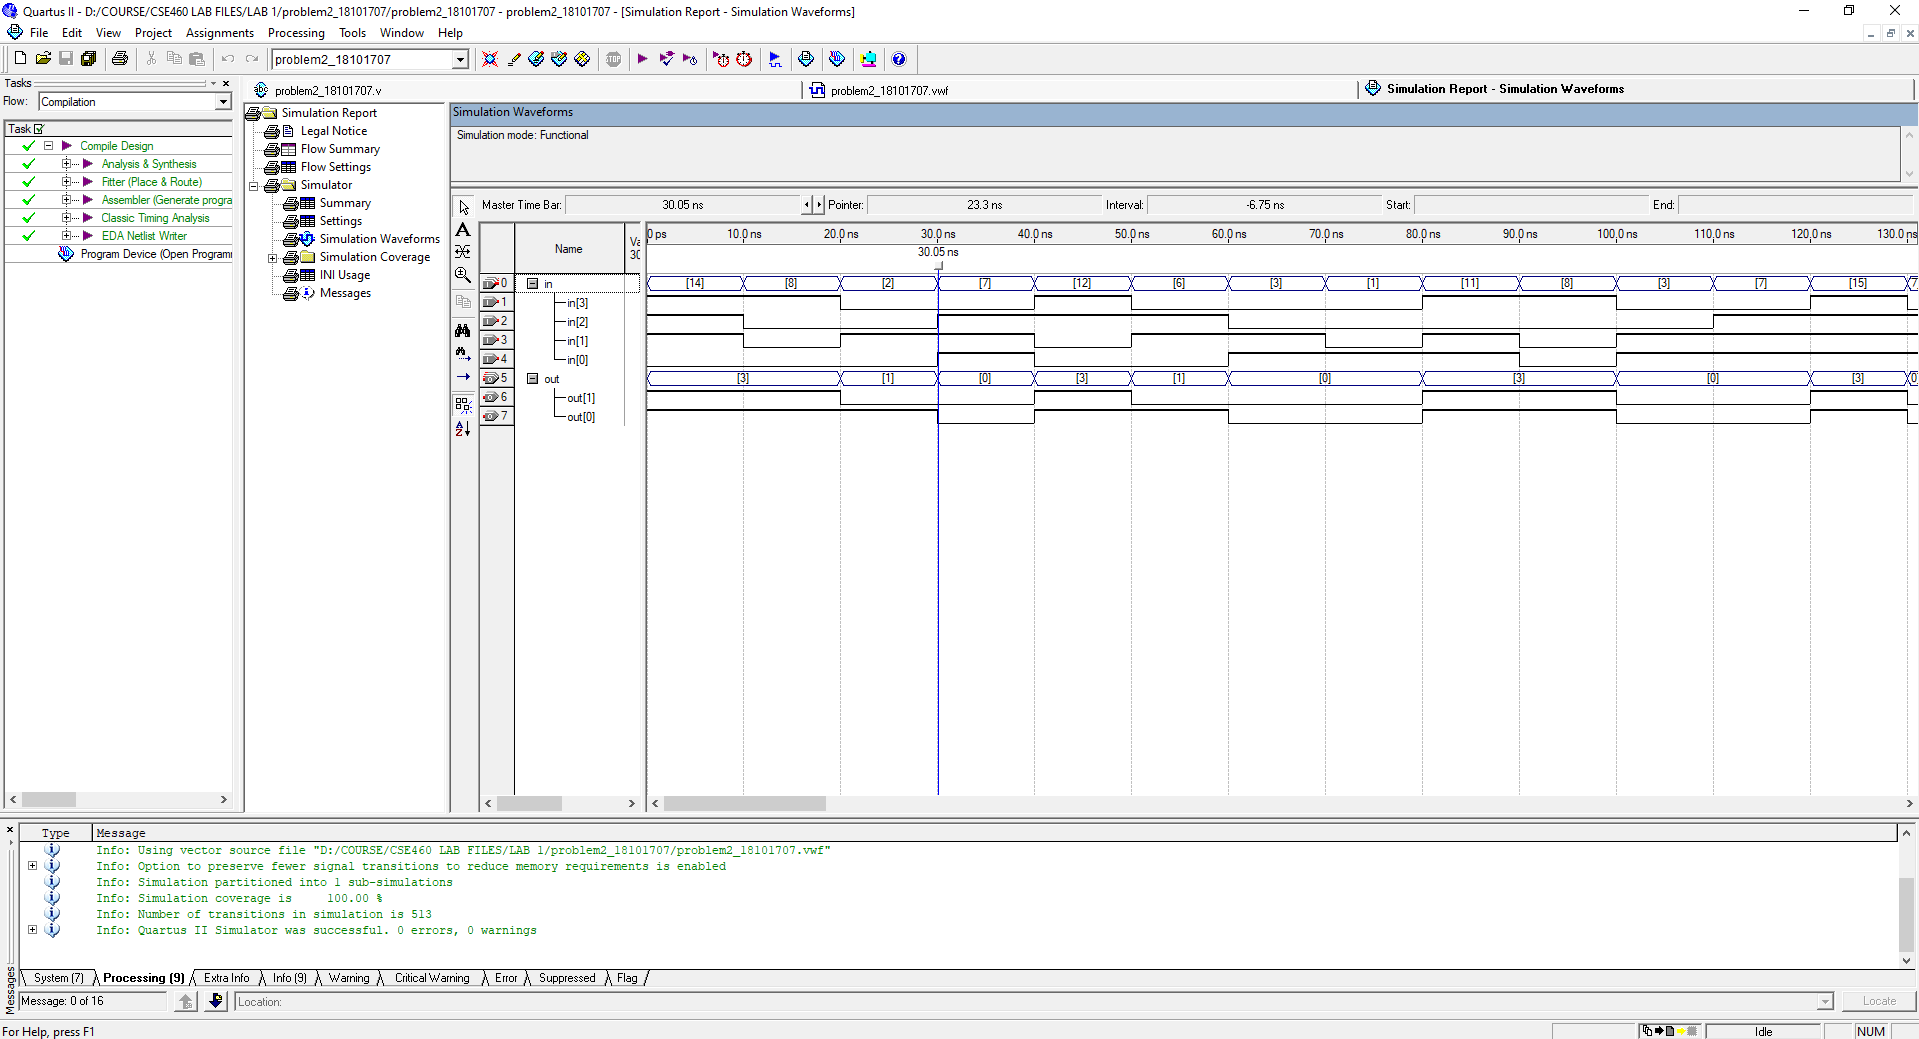 Quartus II - D:/COURSE/CSE460 LAB FILES/LAB 1/problem2_18101707/problem2_18101707 - problem2_18101707 - [Simulation Report - Simulation Waveforms]
File Edit View Project Assignments Processing Tools Window Help
problem2_18101707
Tasks
Flow: Compilation
Task
Compile Design
Analysis & Synthesis
Fitter (Place & Route)
Assembler (Generate progra
Classic Timing Analysis
EDA Netlist Writer
Program Device (Open Program
problem2_18101707.v
problem2_18101707.vwf
Simulation Report - Simulation Waveforms
Simulation Report
Legal Notice
Flow Summary
Flow Settings
Simulator
Summary
Settings
Simulation Waveforms
Simulation Coverage
INI Usage
Messages
Simulation Waveforms
Simulation mode: Functional
Master Time Bar: 30.05 ns Pointer: 23.3 ns Interval: -6.75 ns Start: End:
Name
Va
30
0 ps 10.0 ns 20.0 ns 30.0 ns 40.0 ns 50.0 ns 60.0 ns 70.0 ns 80.0 ns 90.0 ns 100.0 ns 110.0 ns 120.0 ns 130.0 ns
30.05 ns
0 in [14] [8] [2] [7] [12] [6] [3] [1] [11] [8] [3] [7] [15] 7
1 in[3]
2 in[2]
3 in[1]
4 in[0]
5 out [3] [1] [0] [3] [1] [0] [3] [0] [3] 0
6 out[1]
7 out[0]
Type Message
Info: Using vector source file "D:/COURSE/CSE460 LAB FILES/LAB 1/problem2_18101707/problem2_18101707.vwf"
Info: Option to preserve fewer signal transitions to reduce memory requirements is enabled
Info: Simulation partitioned into 1 sub-simulations
Info: Simulation coverage is 100.00 %
Info: Number of transitions in simulation is 513
Info: Quartus II Simulator was successful. 0 errors, 0 warnings
System (7) Processing (9) Extra Info Info (9) Warning Critical Warning Error Suppressed Flag
Messages
Message: 0 of 16 Location: Locate
For Help, press F1 Idle NUM